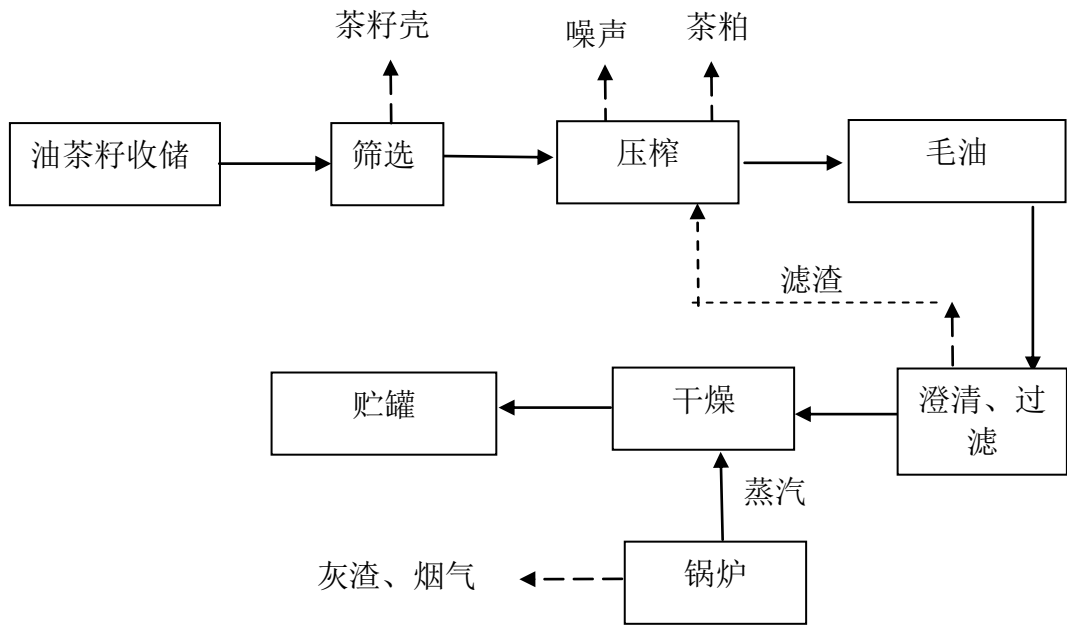 茶籽壳
噪声
茶粕
油茶籽收储
筛选
压榨
毛油
滤渣
贮罐
干燥
澄清、过
滤
蒸汽
灰渣、烟气
锅炉